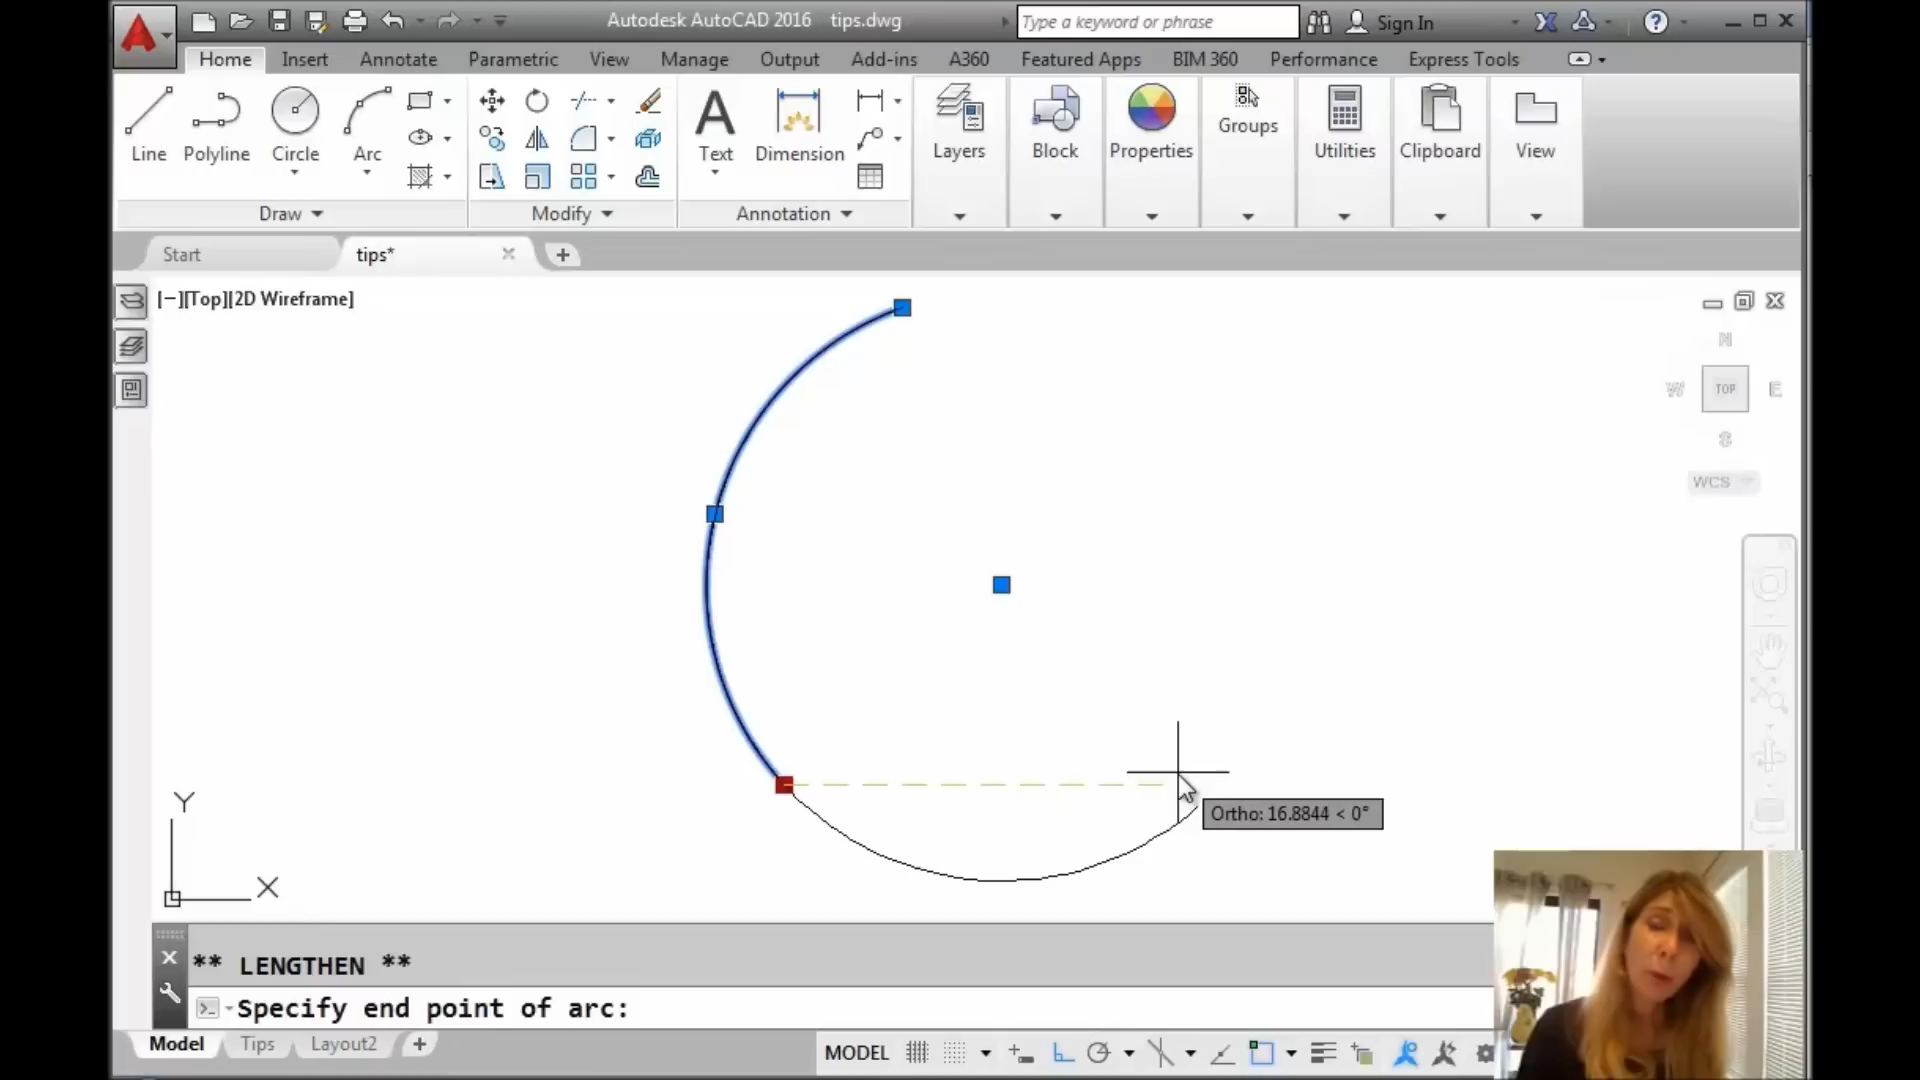 Autodesk AutoCAD 2016 tips.dwg
Type a keyword or phrase
Sign In
Home Insert Annotate Parametric View Manage Output Add-ins A360 Featured Apps BIM 360 Performance Express Tools
Line Polyline Circle Arc
Text Dimension
Layers Block Properties Groups Utilities Clipboard View
Draw Modify Annotation
Start tips*
[−][Top][2D Wireframe]
N
W TOP E
S
WCS
Ortho: 16.8844 < 0°
Y
X
** LENGTHEN **
Specify end point of arc:
Model Tips Layout2
MODEL